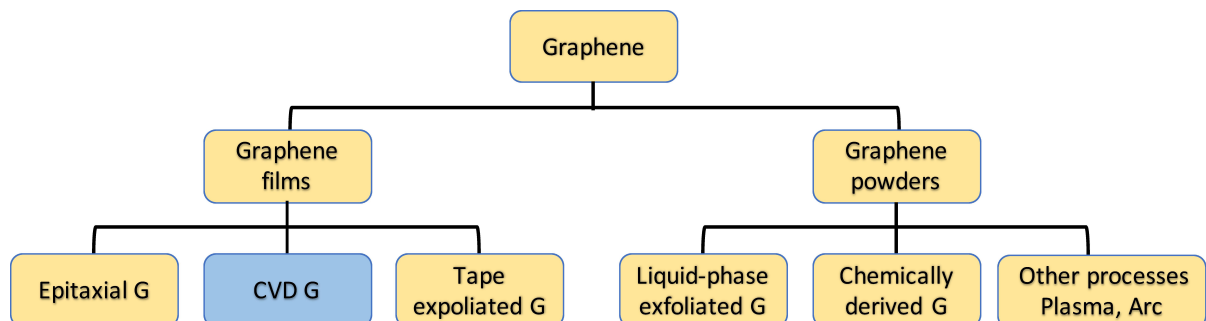 Graphene
Graphene
films
Graphene
powders
Epitaxial G
CVD G
Tape
expoliated G
Liquid-phase
exfoliated G
Chemically
derived G
Other processes
Plasma, Arc